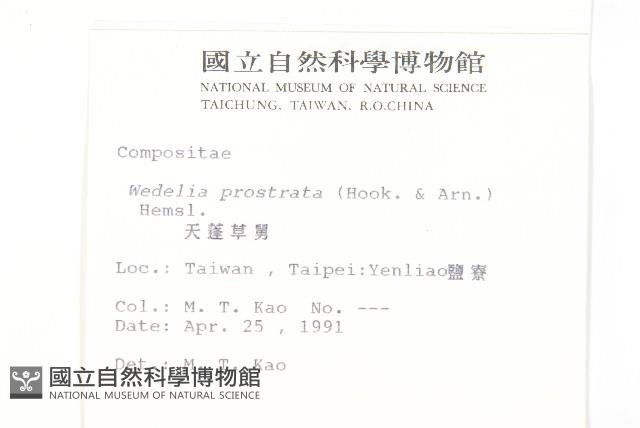 國立自然科學博物館
NATIONAL MUSEUM OF NATURAL SCIENCE
TAICHUNG, TAIWAN, R.O.CHINA
Compositae
Wedelia prostrata (Hook. & Arn.)
Hemsl.
天蓬草舅
Loc.: Taiwan , Taipei:Yenliao鹽寮
Col.: M. T. Kao No. ---
Date: Apr. 25 , 1991
Det.: M. T. Kao
國立自然科學博物館
NATIONAL MUSEUM OF NATURAL SCIENCE